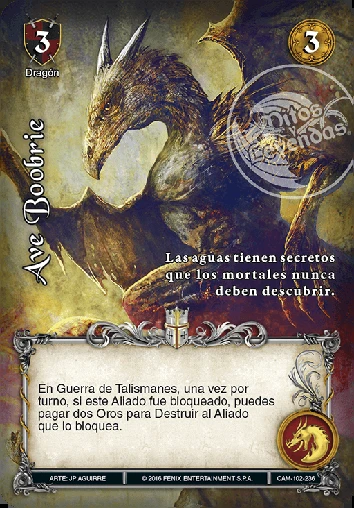 3
Dragón
3
Mitos
y
Leyendas
Ave Boobrie
Las aguas tienen secretos
que los mortales nunca
deben descubrir.
En Guerra de Talismanes, una vez por
turno, si este Aliado fue bloqueado, puedes
pagar dos Oros para Destruir al Aliado
que lo bloquea.
ARTE: JP AGUIRRE
© 2016 FENIX ENTERTAINMENT S.P.A.
CAM-102-236